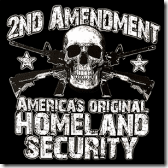 2ND AMENDMENT
AMERICA'S ORIGINAL
HOMELAND
SECURITY